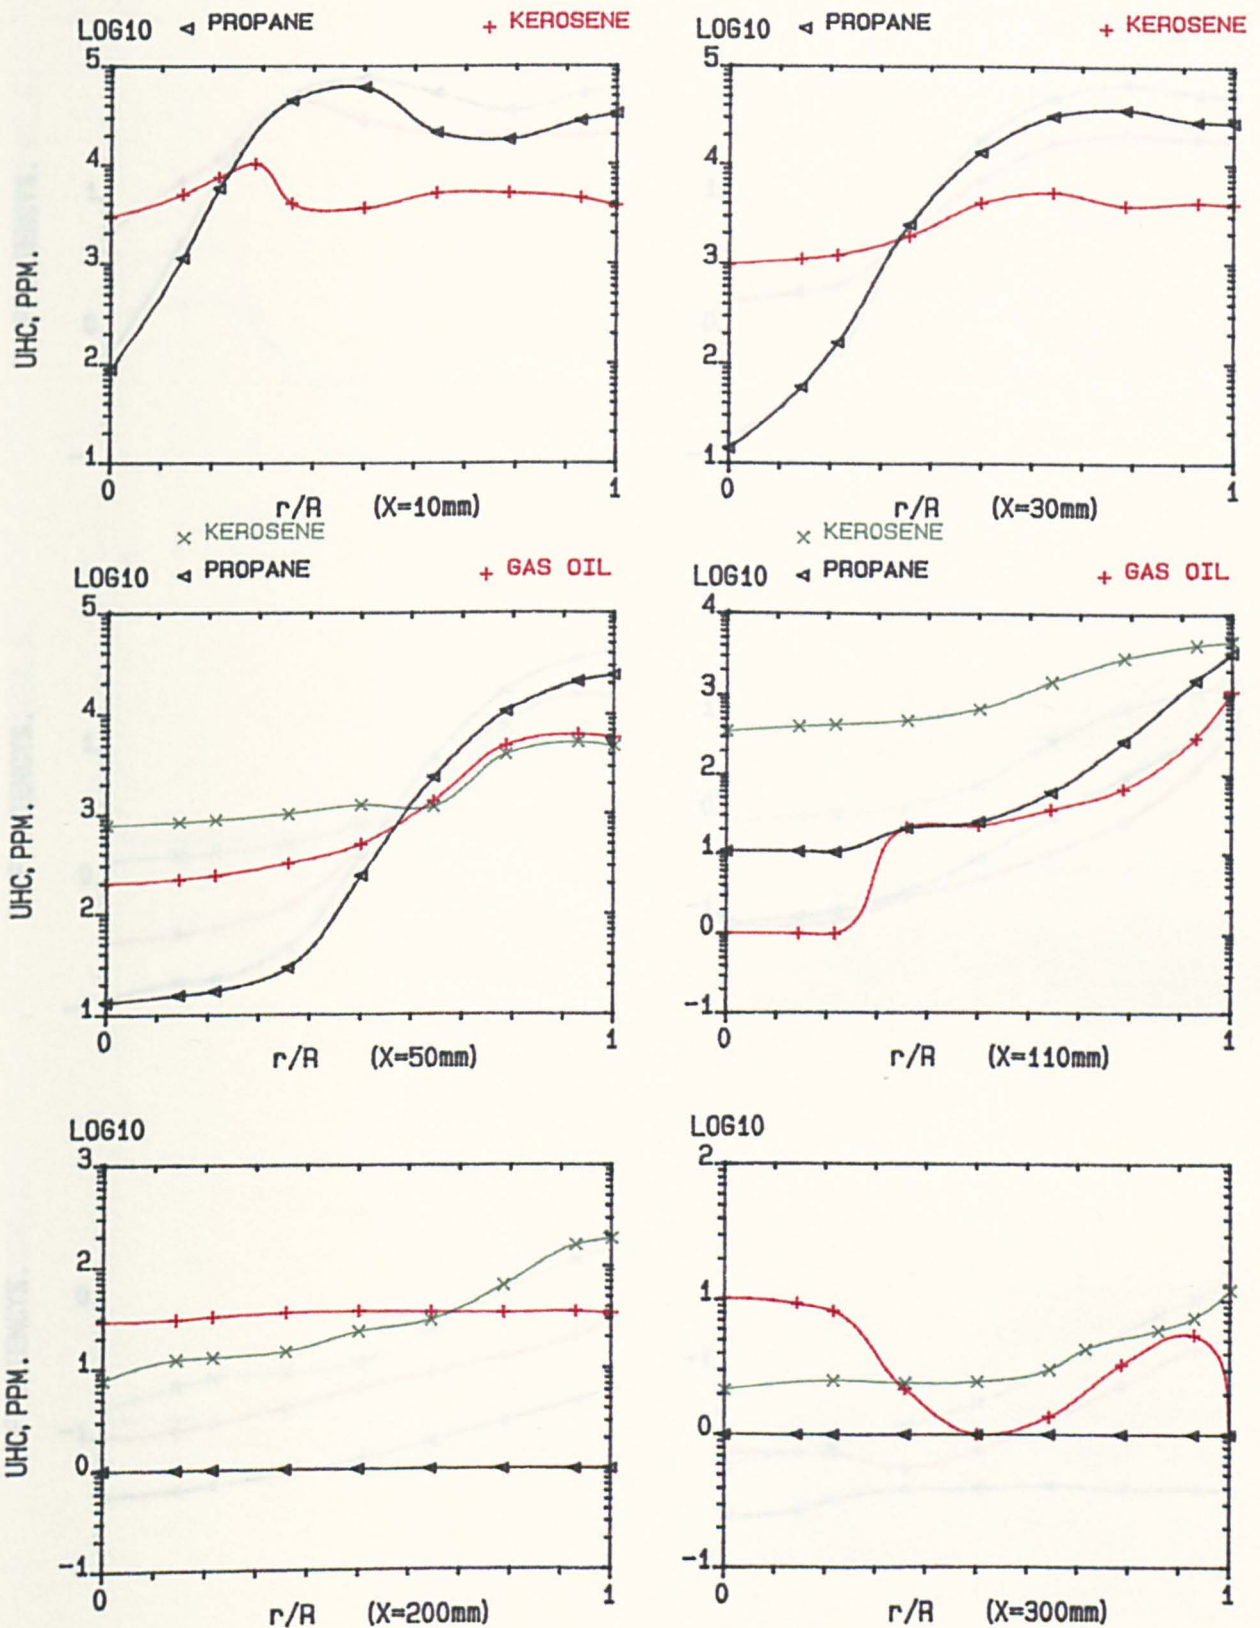 LOG10 ◁ PROPANE + KEROSENE
5
4
3
2
1
0 1
r/R (X=10mm)
UHC, PPM.
LOG10 ◁ PROPANE + KEROSENE
5
4
3
2
1
0 1
r/R (X=30mm)
× KEROSENE
LOG10 ◁ PROPANE + GAS OIL
5
4
3
2
1
0 1
r/R (X=50mm)
UHC, PPM.
× KEROSENE
LOG10 ◁ PROPANE + GAS OIL
4
3
2
1
0
-1
0 1
r/R (X=110mm)
LOG10
3
2
1
0
-1
0 1
r/R (X=200mm)
UHC, PPM.
LOG10
2
1
0
-1
0 1
r/R (X=300mm)